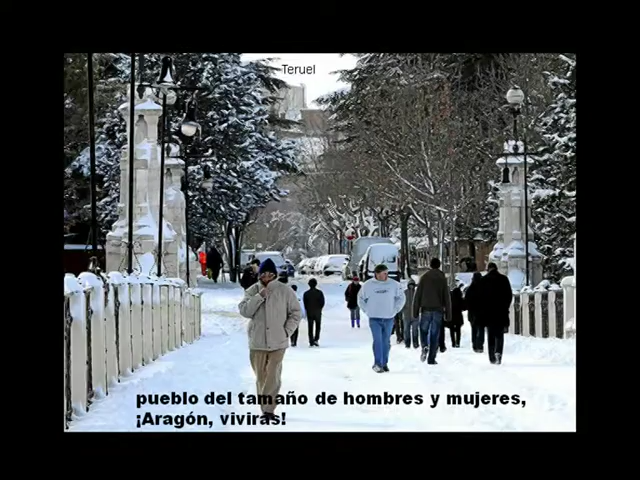 Teruel
pueblo del tamaño de hombres y mujeres,
¡Aragón, viviras!